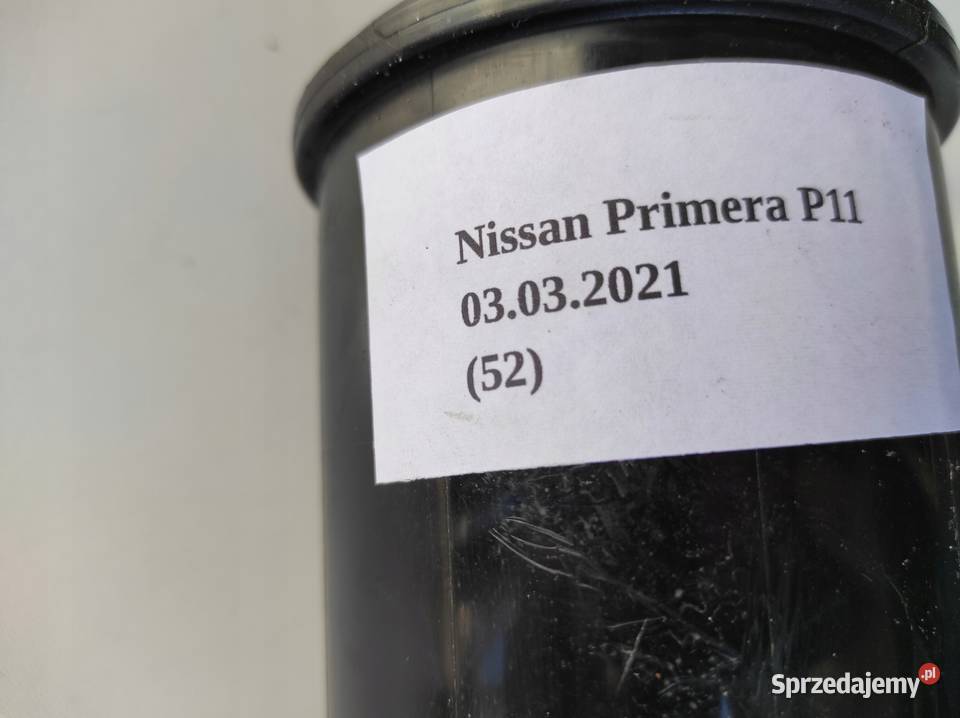 Nissan Primera P11
03.03.2021
(52)
Sprzedajemy.pl